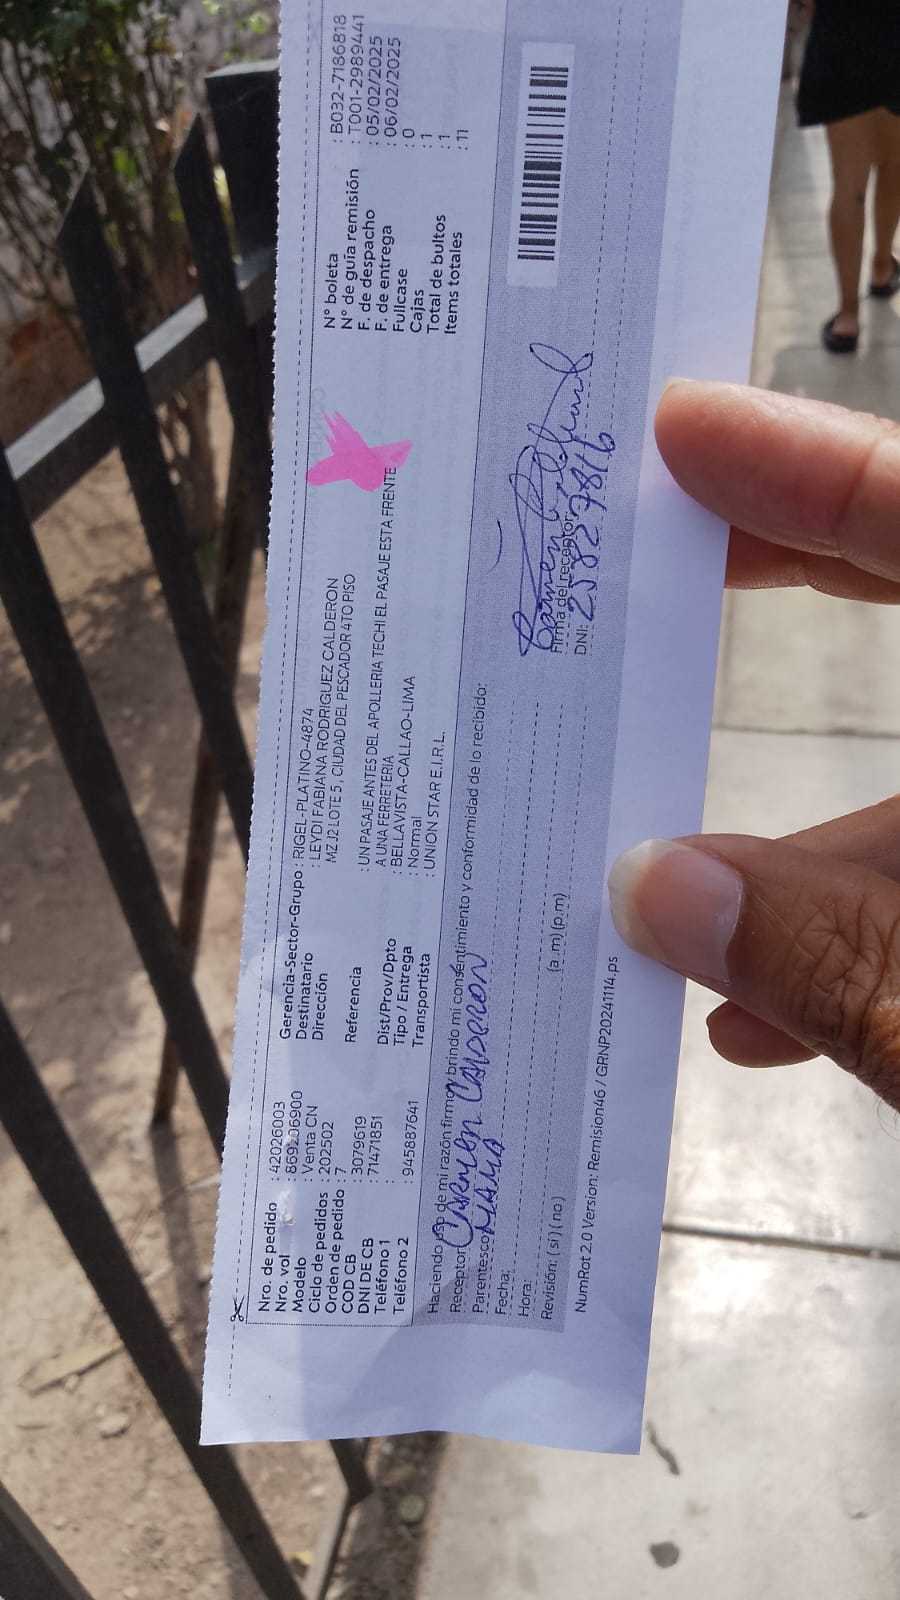 Nro. de pedido : 42026003
Nro. val : 869206900
Modelo : Venta CN
Ciclo de pedidos : 202502
Orden de pedido : 7
COD CB : 3079619
DNI DE CB : 71471851
Teléfono 1 :
Teléfono 2 : 945887641
Gerencia-Sector-Grupo : RIGEL-PLATINO-4874
Destinatario : LEYDI FABIANA RODRIGUEZ CALDERON
Dirección MZ J2 LOTE 5 , CIUDAD DEL PESCADOR 4TO PISO
Referencia : UN PASAJE ANTES DEL APOLLERIA TECHI EL PASAJE ESTA FRENTE
A UNA FERRETERIA
Dist/Prov/Dpto : BELLAVISTA-CALLAO-LIMA
Tipo / Entrega : Normal
Transportista : UNION STAR E.I.R.L.
N° boleta : B032-7186818
N° de guía remisión : T001-2989441
F. de despacho : 05/02/2025
F. de entrega : 06/02/2025
Fullcase : 0
Cajas : 1
Total de bultos : 1
Items totales : 11
Haciendo uso de mi razón firmo y brindo mi consentimiento y conformidad de lo recibido:
Receptor CARMEN CALDERON
Parentesco MAMA
Fecha:
Hora: (a m) (p m)
Revisión: ( sí ) ( no )
Firma del receptor
DNI: 25827816
NumRot 2.0 Version: Remision46 / GRNP20241114.ps